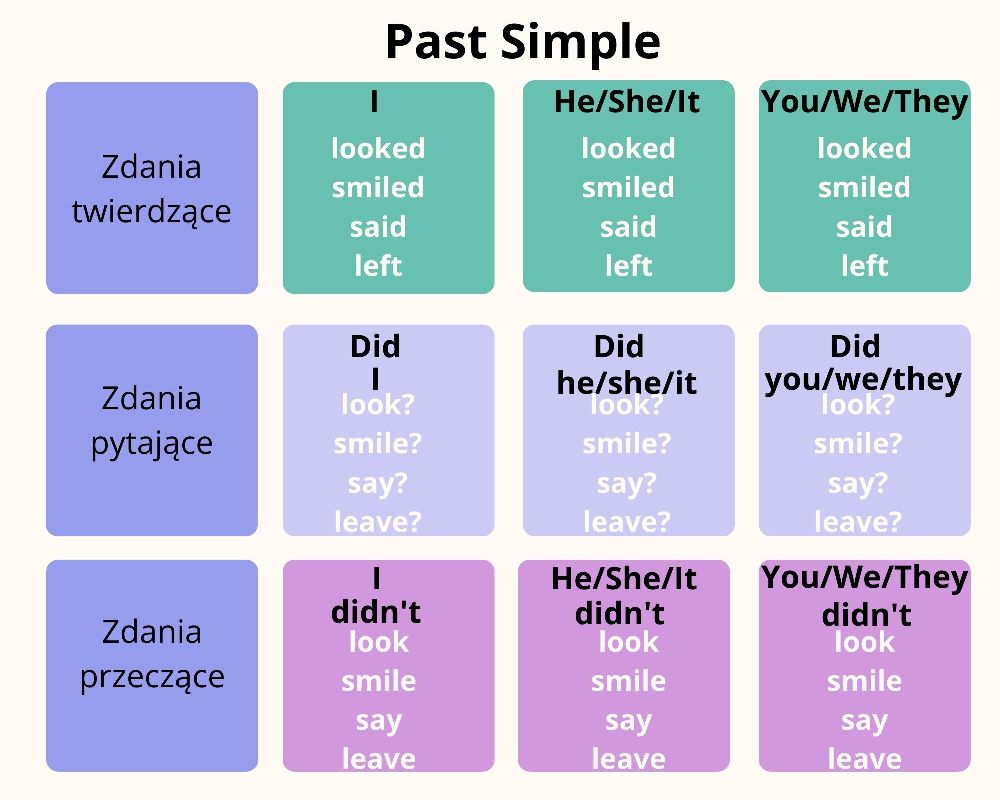 Past Simple
Zdania
twierdzące
I
looked
smiled
said
left
He/She/It
looked
smiled
said
left
You/We/They
looked
smiled
said
left
Zdania
pytające
Did
I
look?
smile?
say?
leave?
Did
he/she/it
look?
smile?
say?
leave?
Did
you/we/they
look?
smile?
say?
leave?
Zdania
przeczące
I
didn't
look
smile
say
leave
He/She/It
didn't
look
smile
say
leave
You/We/They
didn't
look
smile
say
leave